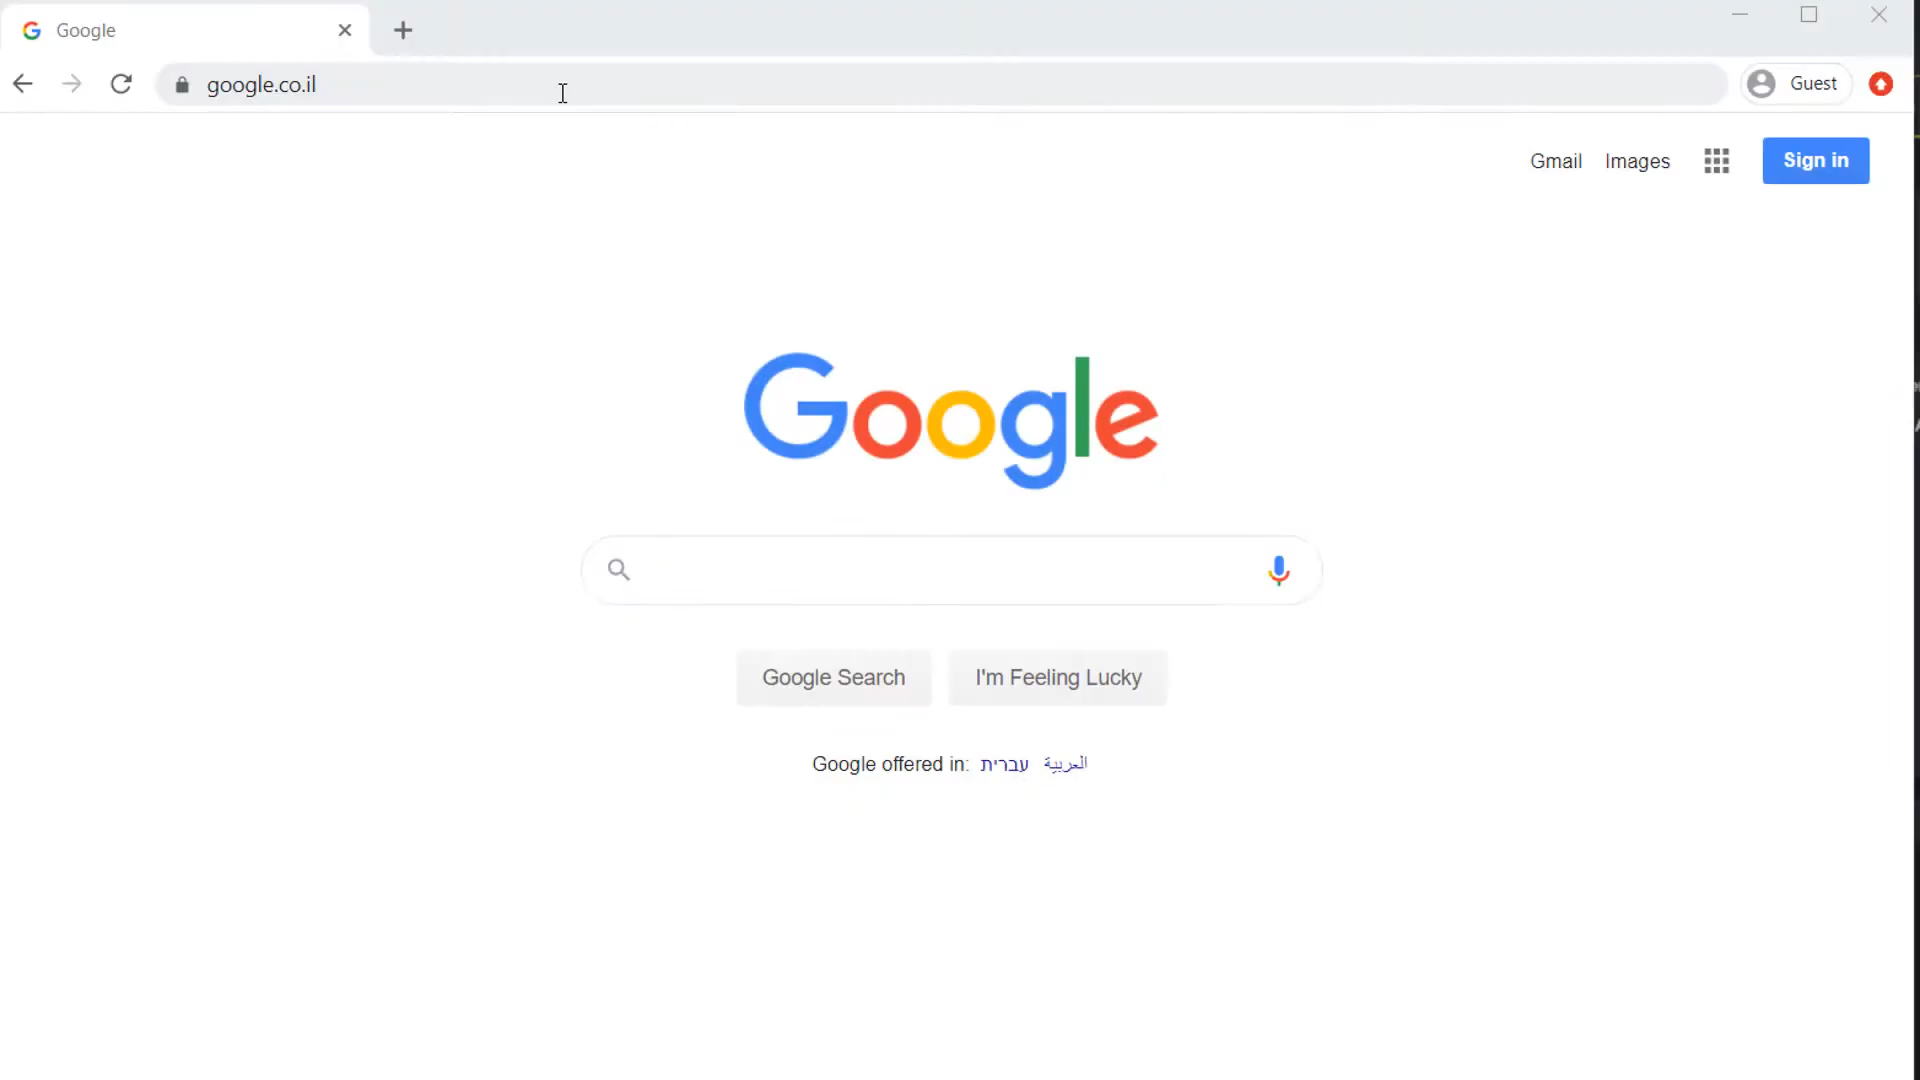 Google
google.co.il
Guest
Gmail Images
Sign in
Google
Google Search I'm Feeling Lucky
Google offered in: עברית العربية